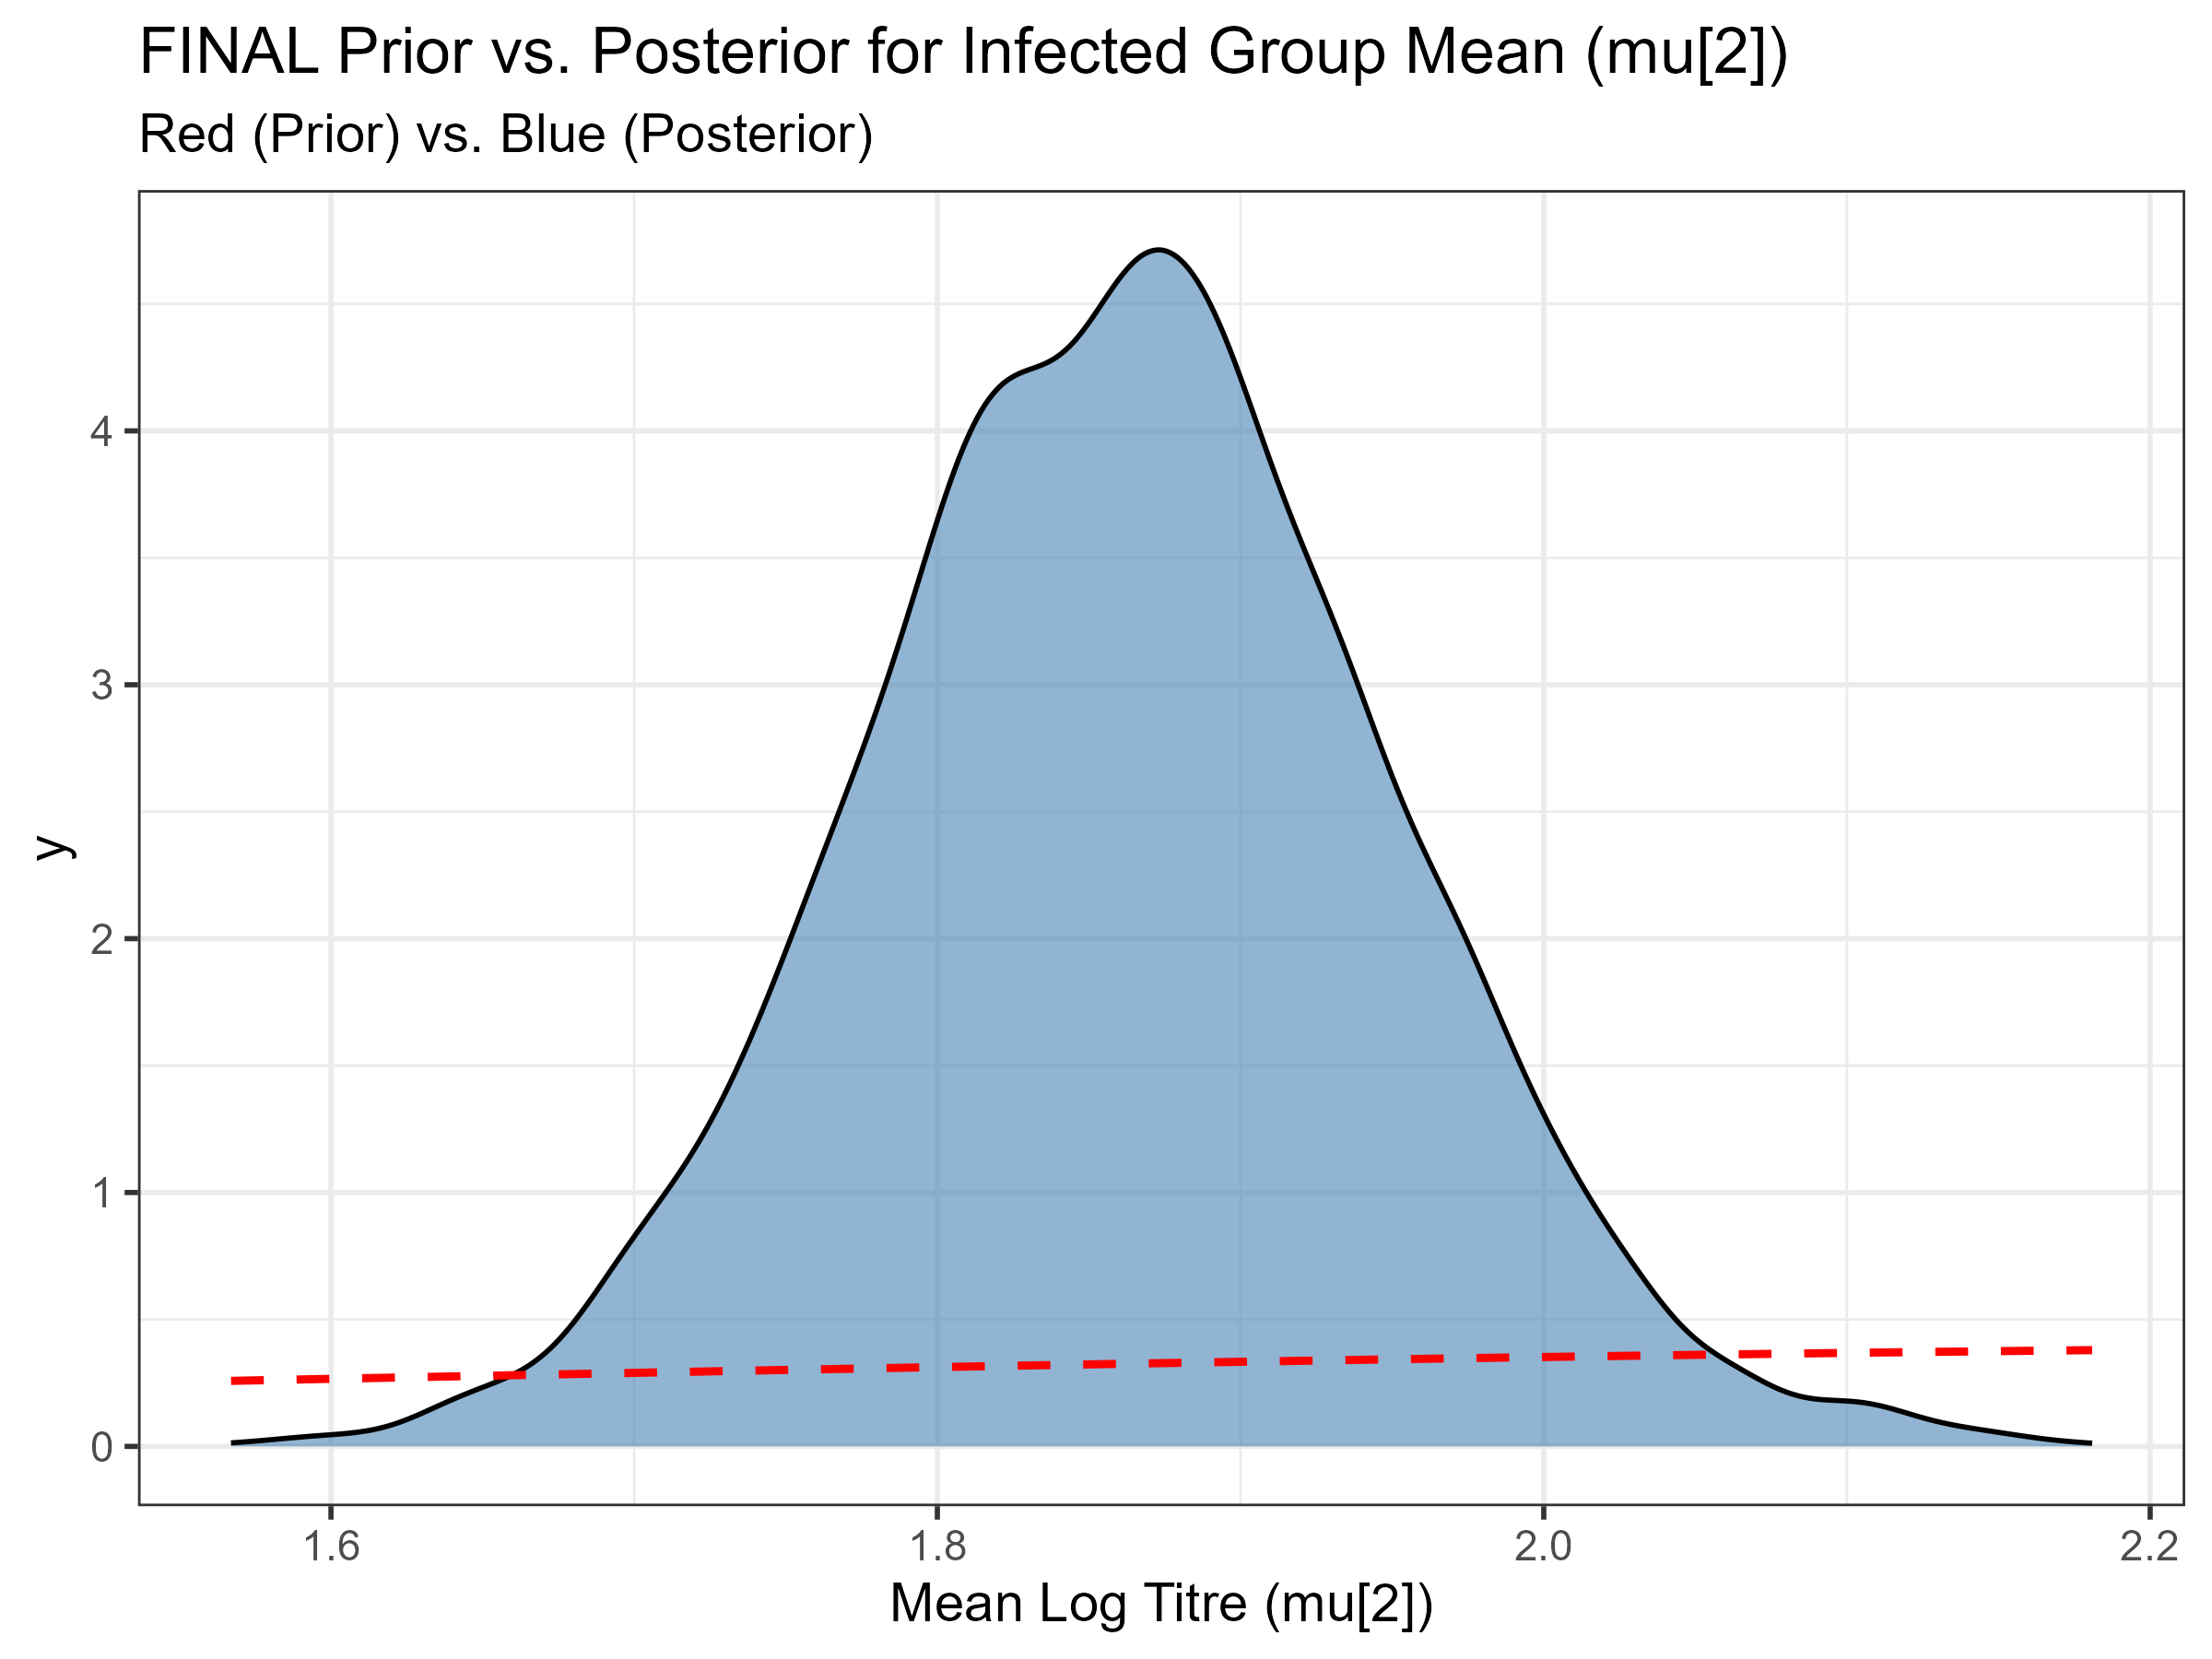 FINAL Prior vs. Posterior for Infected Group Mean (mu[2])
Red (Prior) vs. Blue (Posterior)
y
4
3
2
1
0
1.6 1.8 2.0 2.2
Mean Log Titre (mu[2])